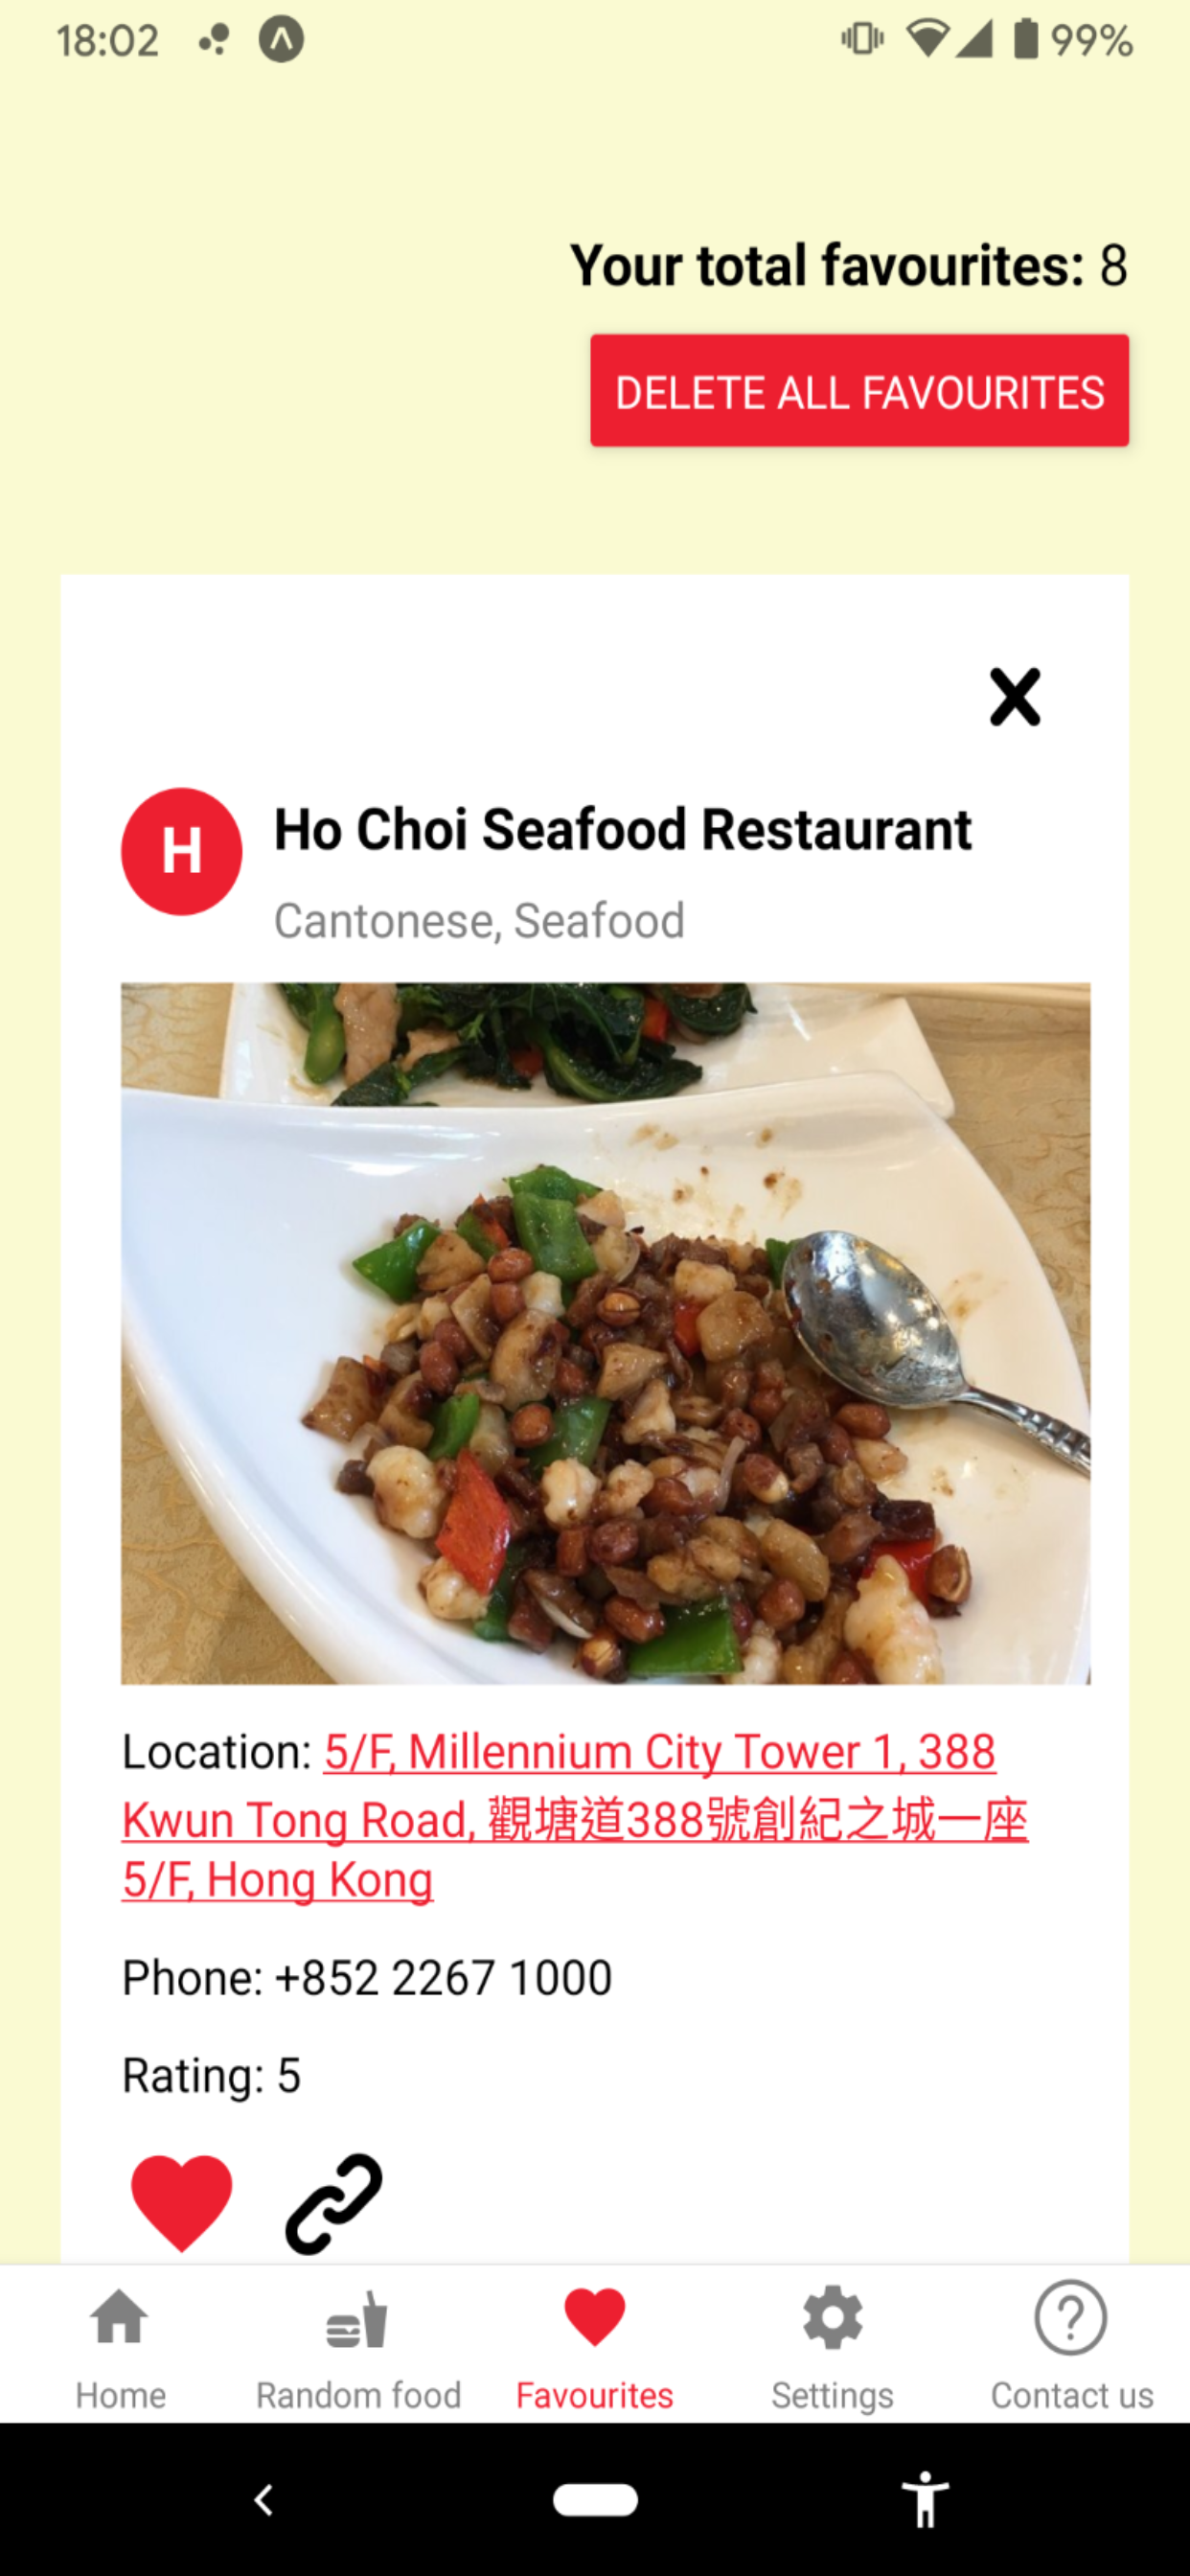 18:02 99%
Your total favourites: 8
DELETE ALL FAVOURITES
X
H
Ho Choi Seafood Restaurant
Cantonese, Seafood
Location: 5/F, Millennium City Tower 1, 388
Kwun Tong Road, 觀塘道388號創紀之城一座
5/F, Hong Kong
Phone: +852 2267 1000
Rating: 5
Home Random food Favourites Settings Contact us